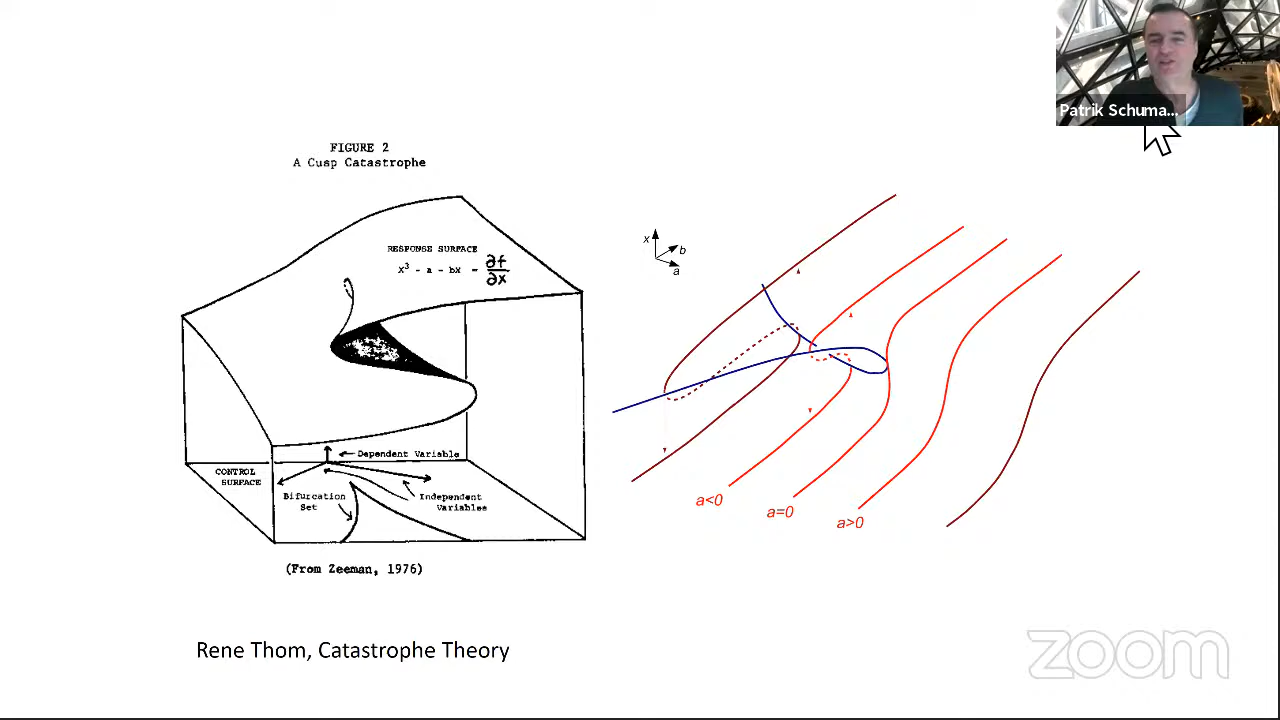 Patrik Schuma...
FIGURE 2
A Cusp Catastrophe
RESPONSE SURFACE
x³ - a - bx = ∂f/∂x
x
b
a
Dependent Variable
CONTROL
SURFACE
Bifurcation
Set
Independent
Variables
a<0
a=0
a>0
(From Zeeman, 1976)
Rene Thom, Catastrophe Theory
zoom